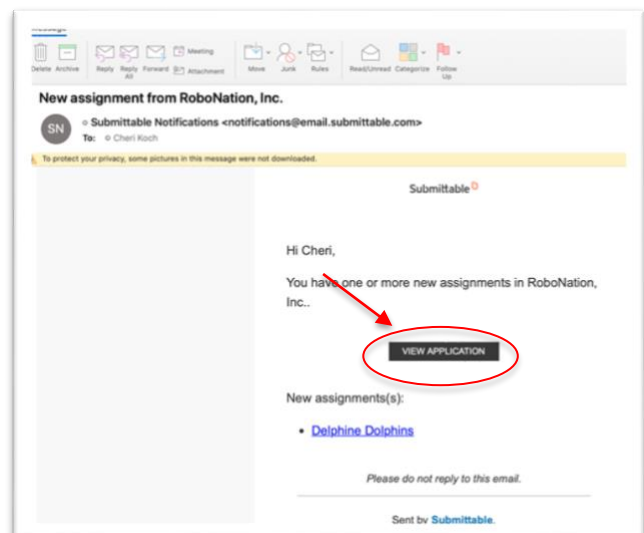 Message
Delete Archive Reply Reply All Forward Meeting Attachment Move Junk Rules Read/Unread Categorize Follow Up
New assignment from RoboNation, Inc.
SN
Submittable Notifications <notifications@email.submittable.com>
To: Cheri Koch
To protect your privacy, some pictures in this message were not downloaded.
Submittable
Hi Cheri,
You have one or more new assignments in RoboNation,
Inc..
VIEW APPLICATION
New assignments(s):
• Delphine Dolphins
Please do not reply to this email.
Sent by Submittable.